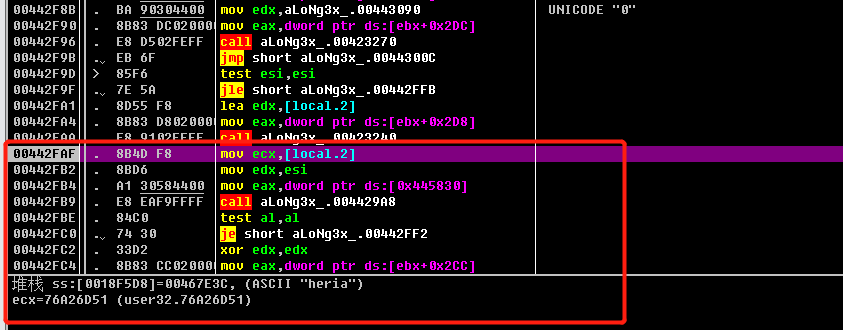 00442F8B . BA 90304400 mov edx,aLoNg3x_.00443090 UNICODE "0"
00442F90 . 8B83 DC020000 mov eax,dword ptr ds:[ebx+0x2DC]
00442F96 . E8 D502FEFF call aLoNg3x_.00423270
00442F9B .⌄ EB 6F jmp short aLoNg3x_.0044300C
00442F9D > 85F6 test esi,esi
00442F9F .⌄ 7E 5A jle short aLoNg3x_.00442FFB
00442FA1 . 8D55 F8 lea edx,[local.2]
00442FA4 . 8B83 D8020000 mov eax,dword ptr ds:[ebx+0x2D8]
00442FAA . E8 9102FEFF call aLoNg3x_.00423240
00442FAF . 8B4D F8 mov ecx,[local.2]
00442FB2 . 8BD6 mov edx,esi
00442FB4 . A1 30584400 mov eax,dword ptr ds:[0x445830]
00442FB9 . E8 EAF9FFFF call aLoNg3x_.004429A8
00442FBE . 84C0 test al,al
00442FC0 .⌄ 74 30 je short aLoNg3x_.00442FF2
00442FC2 . 33D2 xor edx,edx
00442FC4 . 8B83 CC020000 mov eax,dword ptr ds:[ebx+0x2CC]
堆栈 ss:[0018F5D8]=00467E3C, (ASCII "heria")
ecx=76A26D51 (user32.76A26D51)